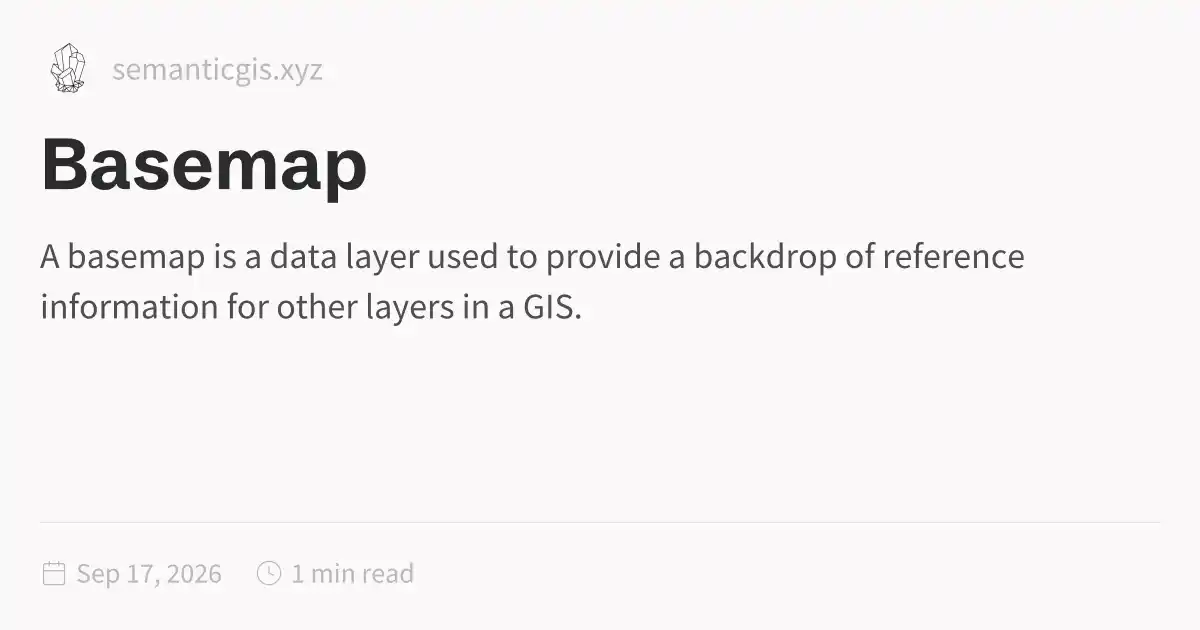 semanticgis.xyz
Basemap
A basemap is a data layer used to provide a backdrop of reference
information for other layers in a GIS.
Sep 17, 2026 1 min read